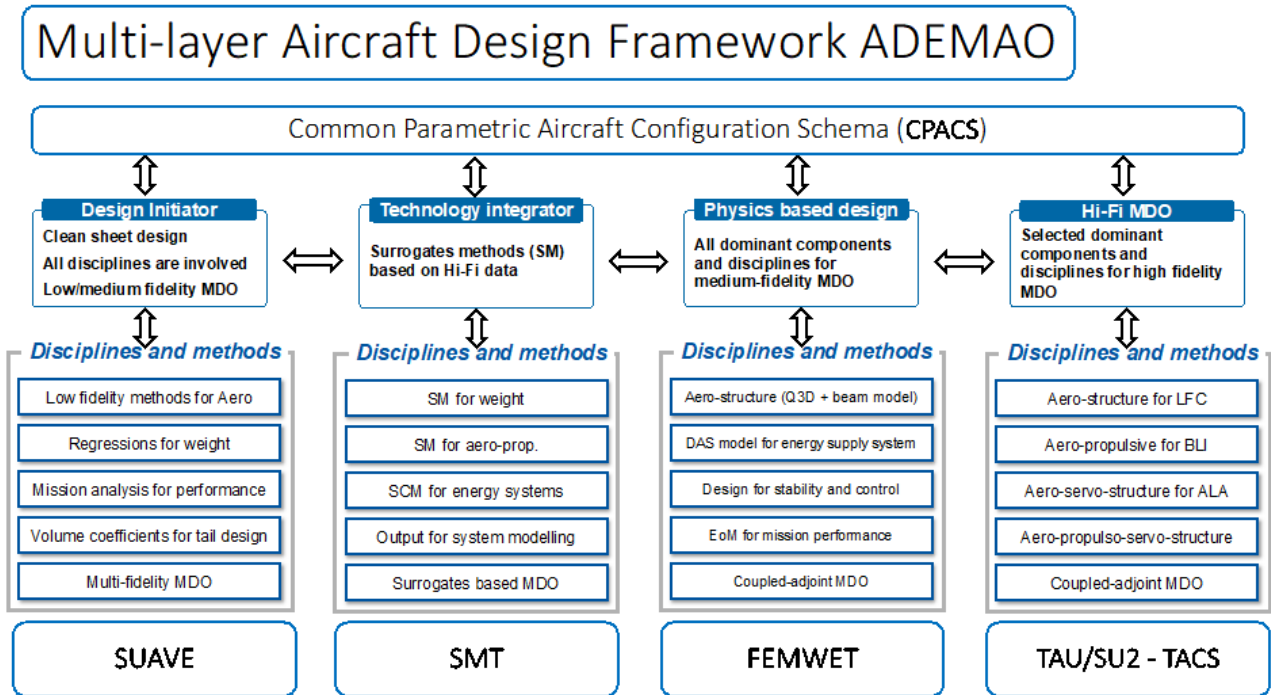 Multi-layer Aircraft Design Framework ADEMAO
Common Parametric Aircraft Configuration Schema (CPACS)
Design Initiator
Clean sheet design
All disciplines are involved
Low/medium fidelity MDO
Technology integrator
Surrogates methods (SM)
based on Hi-Fi data
Physics based design
All dominant components
and disciplines for
medium-fidelity MDO
Hi-Fi MDO
Selected dominant
components and
disciplines for high fidelity
MDO
Disciplines and methods
Low fidelity methods for Aero
Regressions for weight
Mission analysis for performance
Volume coefficients for tail design
Multi-fidelity MDO
SUAVE
Disciplines and methods
SM for weight
SM for aero-prop.
SCM for energy systems
Output for system modelling
Surrogates based MDO
SMT
Disciplines and methods
Aero-structure (Q3D + beam model)
DAS model for energy supply system
Design for stability and control
EoM for mission performance
Coupled-adjoint MDO
FEMWET
Disciplines and methods
Aero-structure for LFC
Aero-propulsive for BLI
Aero-servo-structure for ALA
Aero-propulso-servo-structure
Coupled-adjoint MDO
TAU/SU2 - TACS